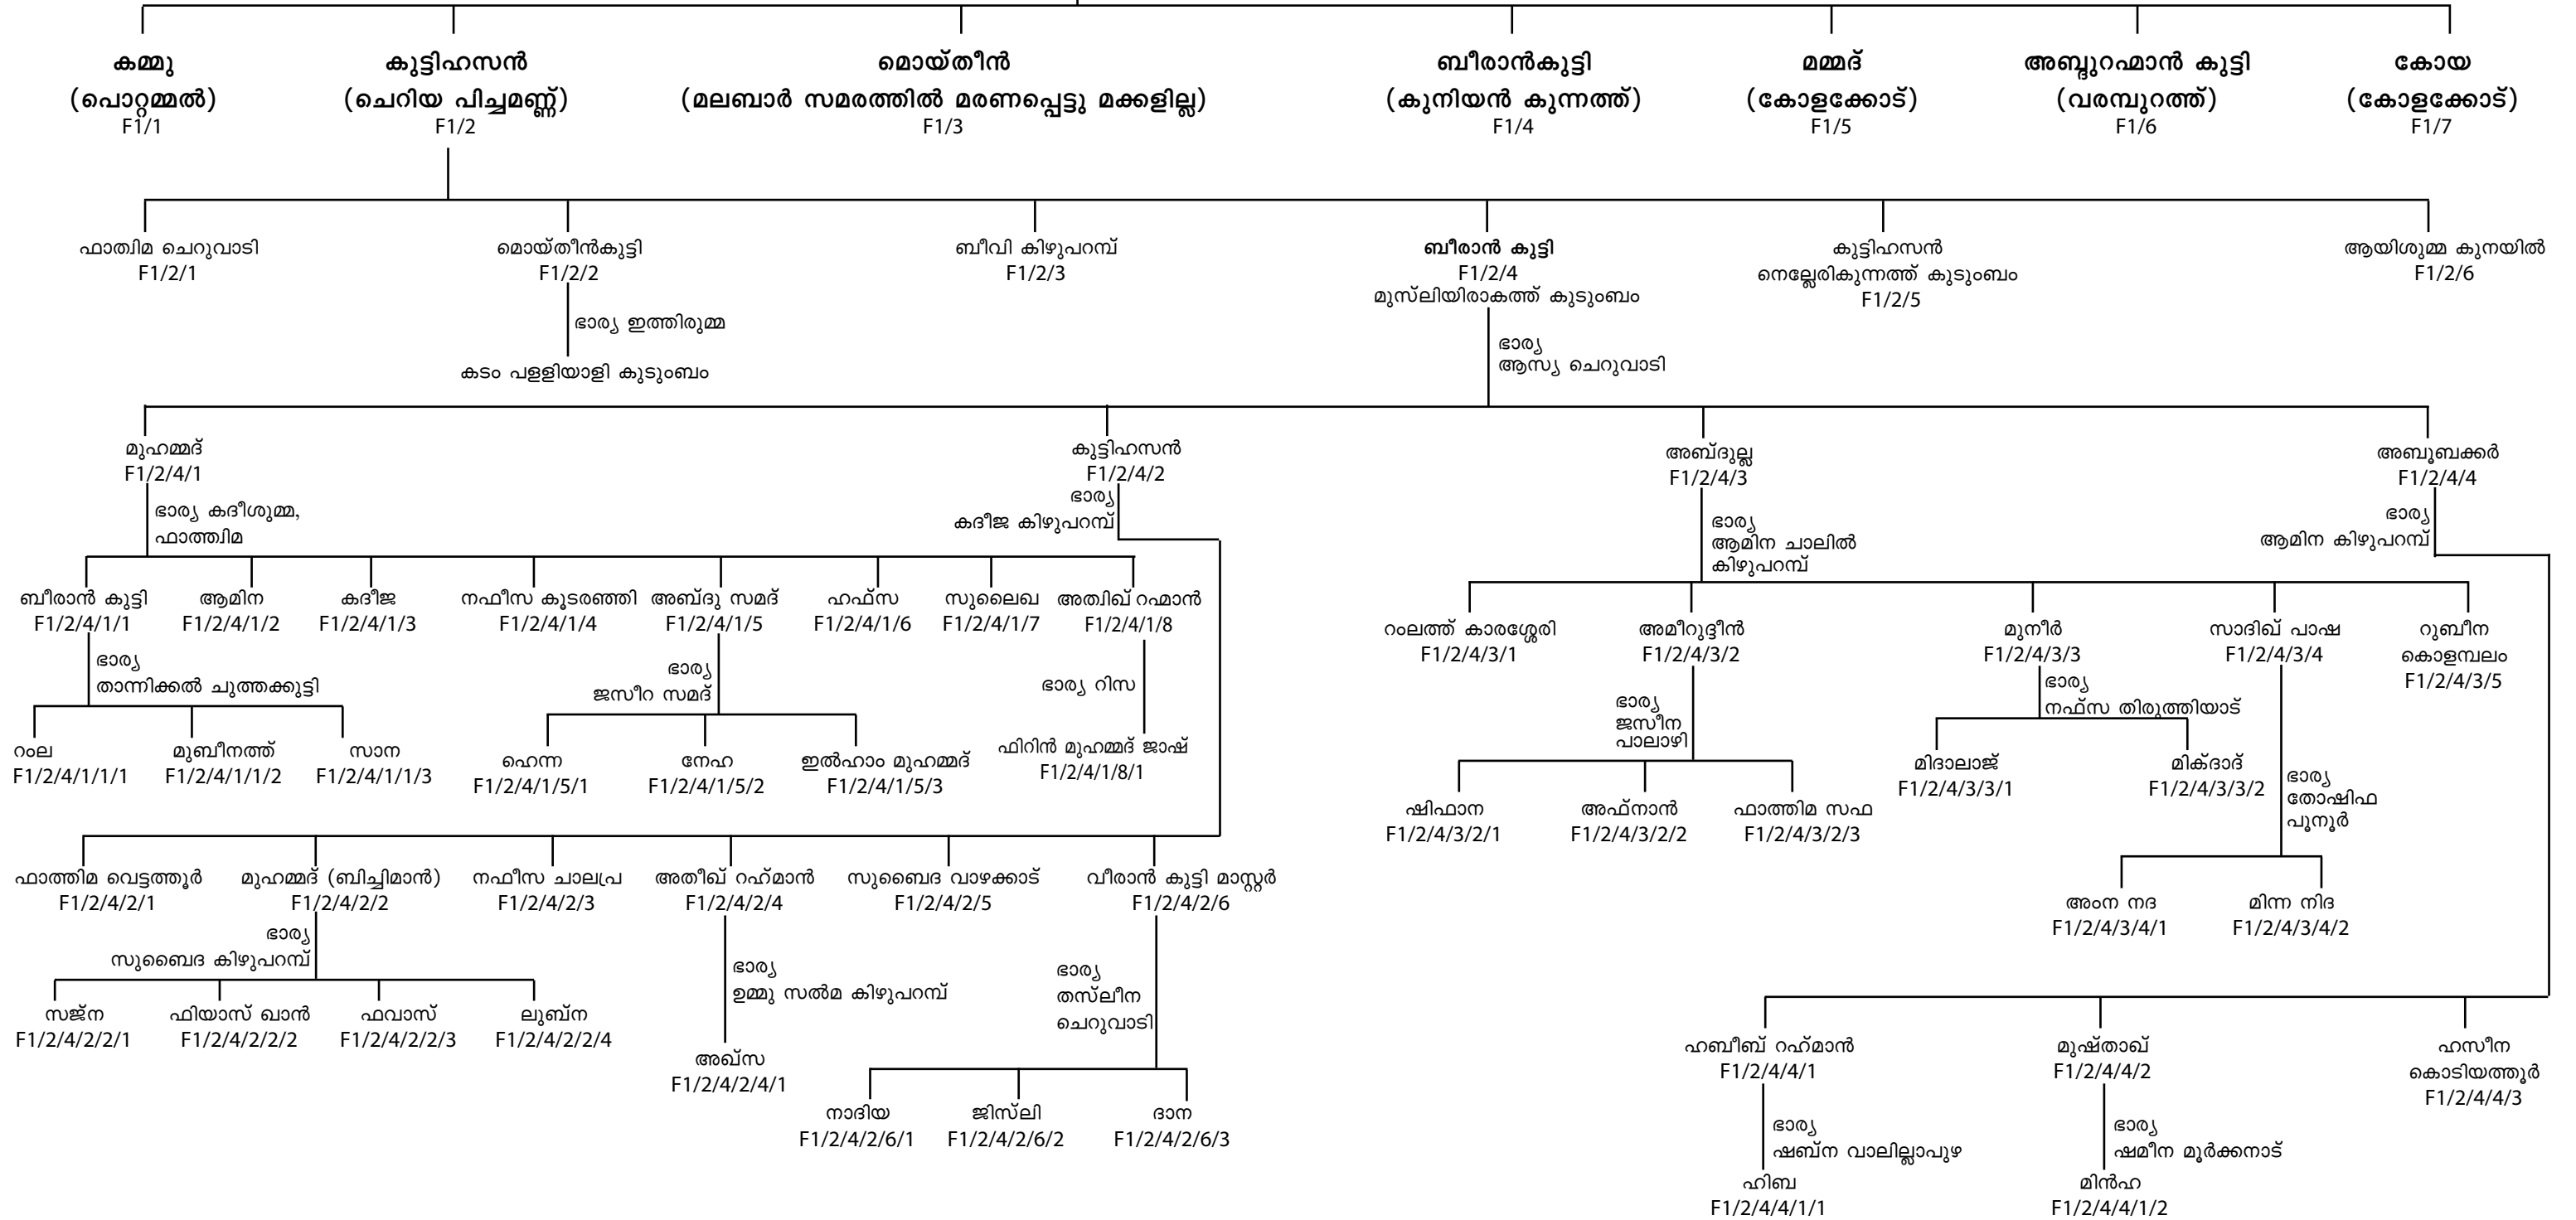 കമ്മു
(പൊറ്റമ്മൽ)
F1/1
കുട്ടിഹസൻ
(ചെറിയ പിച്ചമണ്ണ്)
F1/2
മൊയ്തീൻ
(മലബാർ സമരത്തിൽ മരണപ്പെട്ടു മക്കളില്ല)
F1/3
ബീരാൻകുട്ടി
(കുനിയൻ കുന്നത്ത്)
F1/4
മമ്മദ്
(കോളക്കോട്)
F1/5
അബ്ദുറഹ്മാൻ കുട്ടി
(വരമ്പുറത്ത്)
F1/6
കോയ
(കോളക്കോട്)
F1/7
ഫാത്വിമ ചെറുവാടി
F1/2/1
മൊയ്തീൻകുട്ടി
F1/2/2
ഭാര്യ ഇത്തിരുമ്മ
കടം പളളിയാളി കുടുംബം
ബീവി കിഴുപറമ്പ്
F1/2/3
ബീരാൻ കുട്ടി
F1/2/4
മുസ്‌ലിയിരാകത്ത് കുടുംബം
ഭാര്യ
ആസ്യ ചെറുവാടി
കുട്ടിഹസൻ
നെല്ലേരികുന്നത്ത് കുടുംബം
F1/2/5
ആയിശുമ്മ കുനയിൽ
F1/2/6
മുഹമ്മദ്
F1/2/4/1
ഭാര്യ കദീശുമ്മ,
ഫാത്ത്വിമ
കുട്ടിഹസൻ
F1/2/4/2
ഭാര്യ
കദീജ കിഴുപറമ്പ്
അബ്ദുല്ല
F1/2/4/3
ഭാര്യ
ആമിന ചാലിൽ
കിഴുപറമ്പ്
അബൂബക്കർ
F1/2/4/4
ഭാര്യ
ആമിന കിഴുപറമ്പ്
ബീരാൻ കുട്ടി
F1/2/4/1/1
ആമിന
F1/2/4/1/2
കദീജ
F1/2/4/1/3
നഫീസ കൂടരഞ്ഞി
F1/2/4/1/4
അബ്ദു സമദ്
F1/2/4/1/5
ഹഫ്സ
F1/2/4/1/6
സുലൈഖ
F1/2/4/1/7
അത്വിഖ് റഹ്മാൻ
F1/2/4/1/8
ഭാര്യ
താന്നിക്കൽ ചുത്തക്കുട്ടി
ഭാര്യ
ജസീറ സമദ്
ഭാര്യ റിസ
റംല
F1/2/4/1/1/1
മുബീനത്ത്
F1/2/4/1/1/2
സാന
F1/2/4/1/1/3
ഹെന്ന
F1/2/4/1/5/1
നേഹ
F1/2/4/1/5/2
ഇൽഹാം മുഹമ്മദ്
F1/2/4/1/5/3
ഫിറിൻ മുഹമ്മദ് ജാഷ്
F1/2/4/1/8/1
റംലത്ത് കാരശ്ശേരി
F1/2/4/3/1
അമീറുദ്ദീൻ
F1/2/4/3/2
മുനീർ
F1/2/4/3/3
സാദിഖ് പാഷ
F1/2/4/3/4
റുബീന
കൊളമ്പലം
F1/2/4/3/5
ഭാര്യ
ജസീന
പാലാഴി
ഭാര്യ
നഫ്സ തിരുത്തിയാട്
ഭാര്യ
തോഷിഫ
പൂനൂർ
ഷിഫാന
F1/2/4/3/2/1
അഫ്നാൻ
F1/2/4/3/2/2
ഫാത്തിമ സഫ
F1/2/4/3/2/3
മിദാലാജ്
F1/2/4/3/3/1
മിക്ദാദ്
F1/2/4/3/3/2
അംന നദ
F1/2/4/3/4/1
മിന്ന നിദ
F1/2/4/3/4/2
ഫാത്തിമ വെട്ടത്തൂർ
F1/2/4/2/1
മുഹമ്മദ് (ബിച്ചിമാൻ)
F1/2/4/2/2
നഫീസ ചാലപ്ര
F1/2/4/2/3
അതീഖ് റഹ്‌മാൻ
F1/2/4/2/4
സുബൈദ വാഴക്കാട്
F1/2/4/2/5
വീരാൻ കുട്ടി മാസ്റ്റർ
F1/2/4/2/6
ഭാര്യ
സുബൈദ കിഴുപറമ്പ്
ഭാര്യ
ഉമ്മു സൽമ കിഴുപറമ്പ്
ഭാര്യ
തസ്‌ലീന
ചെറുവാടി
സജ്ന
F1/2/4/2/2/1
ഫിയാസ് ഖാൻ
F1/2/4/2/2/2
ഫവാസ്
F1/2/4/2/2/3
ലുബ്ന
F1/2/4/2/2/4
അഖ്സ
F1/2/4/2/4/1
നാദിയ
F1/2/4/2/6/1
ജിസ്‌ലി
F1/2/4/2/6/2
ദാന
F1/2/4/2/6/3
ഹബീബ് റഹ്‌മാൻ
F1/2/4/4/1
മുഷ്താഖ്
F1/2/4/4/2
ഹസീന
കൊടിയത്തൂർ
F1/2/4/4/3
ഭാര്യ
ഷബ്ന വാലില്ലാപുഴ
ഭാര്യ
ഷമീന മൂർക്കനാട്
ഹിബ
F1/2/4/4/1/1
മിൻഹ
F1/2/4/4/1/2